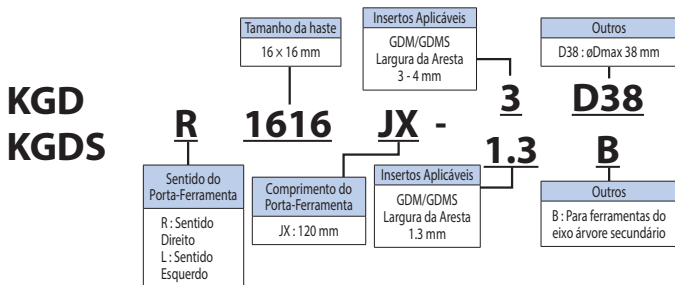 Tamanho da haste
16 × 16 mm
Insertos Aplicáveis
GDM/GDMS
Largura da Aresta
3 - 4 mm
Outros
D38 : øDmax 38 mm
KGD
KGDS
R 1616 JX - 3 D38
1.3 B
Sentido do
Porta-Ferramenta
R : Sentido
Direito
L : Sentido
Esquerdo
Comprimento do
Porta-Ferramenta
JX : 120 mm
Insertos Aplicáveis
GDM/GDMS
Largura da Aresta
1.3 mm
Outros
B : Para ferramentas do
eixo árvore secundário